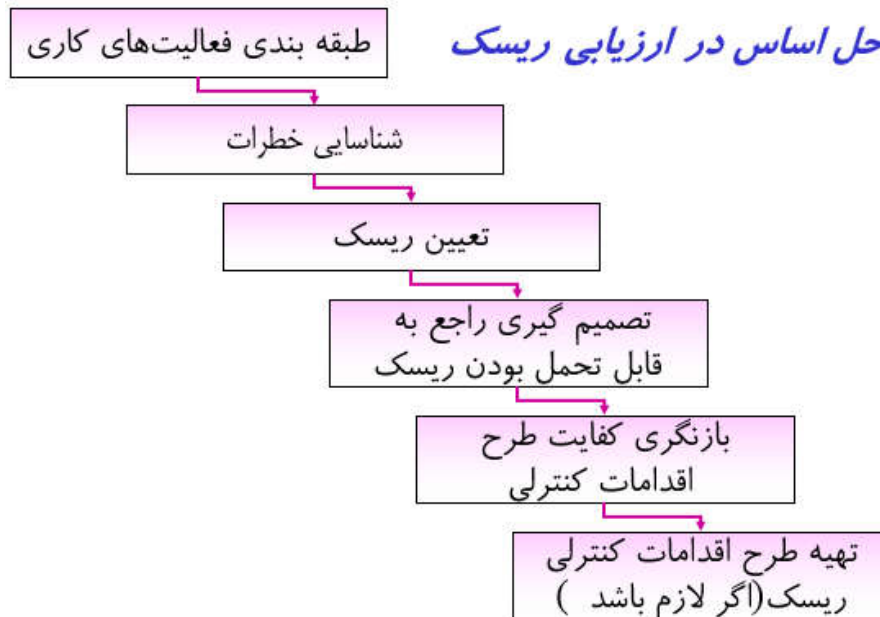 حل اساس در ارزیابی ریسک
طبقه بندی فعالیت‌های کاری
شناسایی خطرات
تعیین ریسک
تصمیم گیری راجع به
قابل تحمل بودن ریسک
بازنگری کفایت طرح
اقدامات کنترلی
تهیه طرح اقدامات کنترلی
ریسک(اگر لازم باشد )